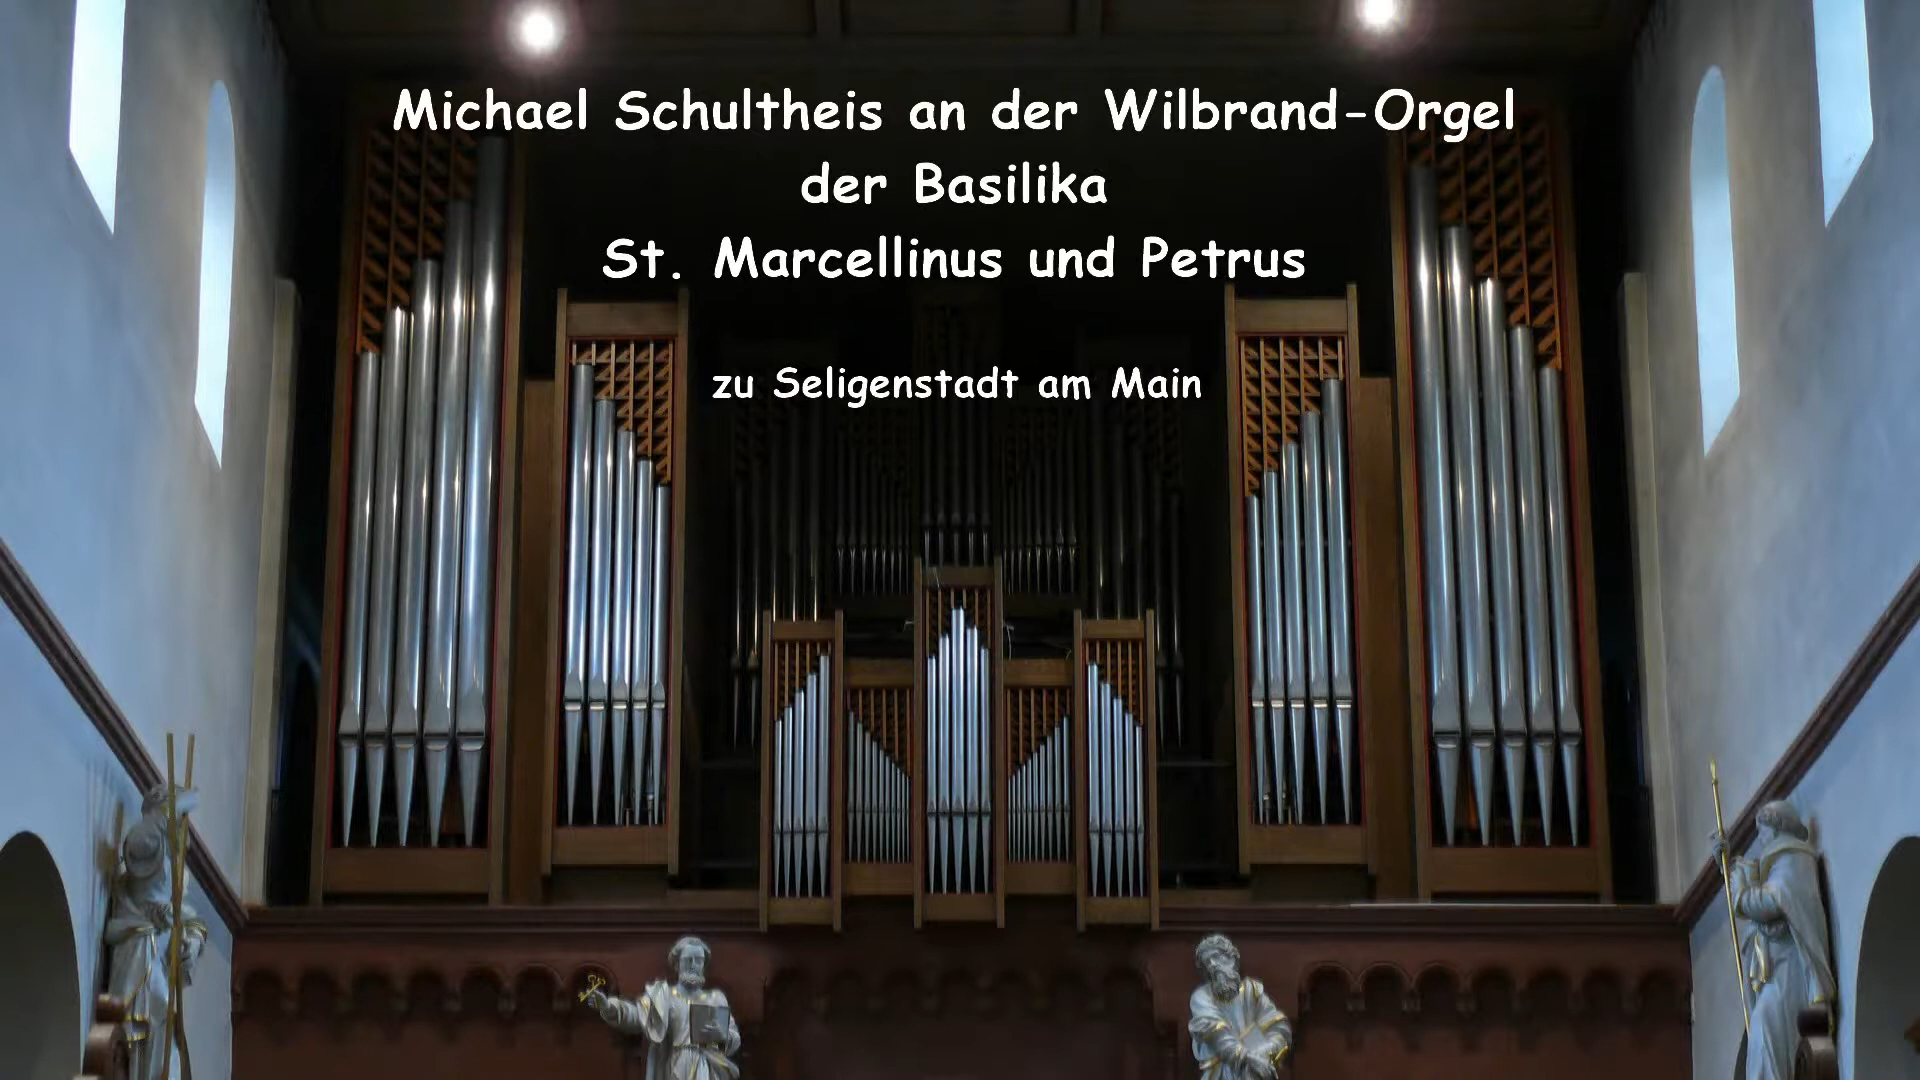 Michael Schultheis an der Wilbrand-Orgel
der Basilika
St. Marcellinus und Petrus
zu Seligenstadt am Main